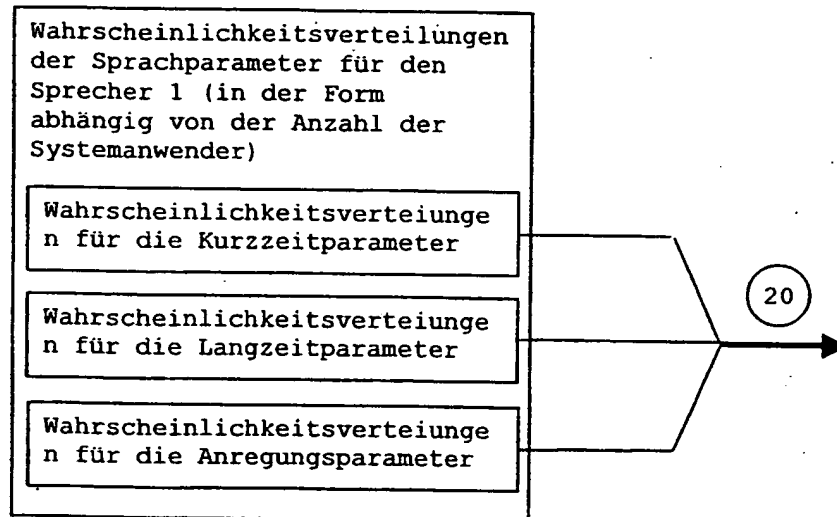 Wahrscheinlichkeitsverteilungen
der Sprachparameter für den
Sprecher 1 (in der Form
abhängig von der Anzahl der
Systemanwender)
Wahrscheinlichkeitsverteiunge
n für die Kurzzeitparameter
20
Wahrscheinlichkeitsverteiunge
n für die Langzeitparameter
Wahrscheinlichkeitsverteiunge
n für die Anregungsparameter